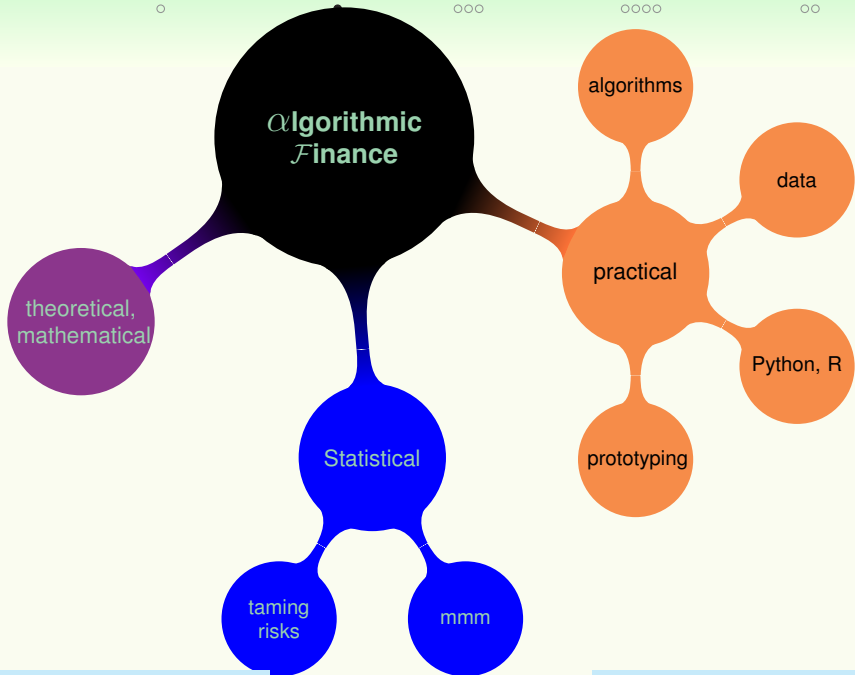 αlgorithmic
ℱinance
algorithms
data
practical
theoretical,
mathematical
Python, R
Statistical
prototyping
taming
risks
mmm